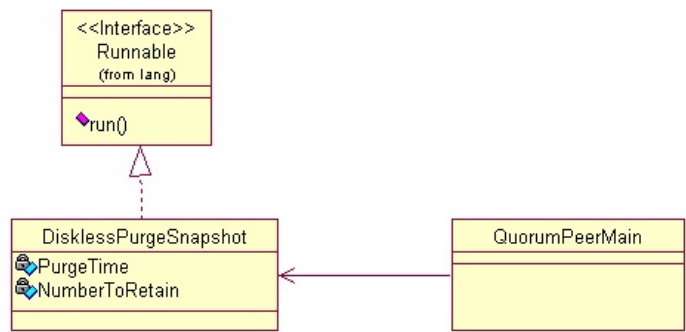 <<Interface>>
Runnable
(from lang)
run()
DisklessPurgeSnapshot
PurgeTime
NumberToRetain
QuorumPeerMain